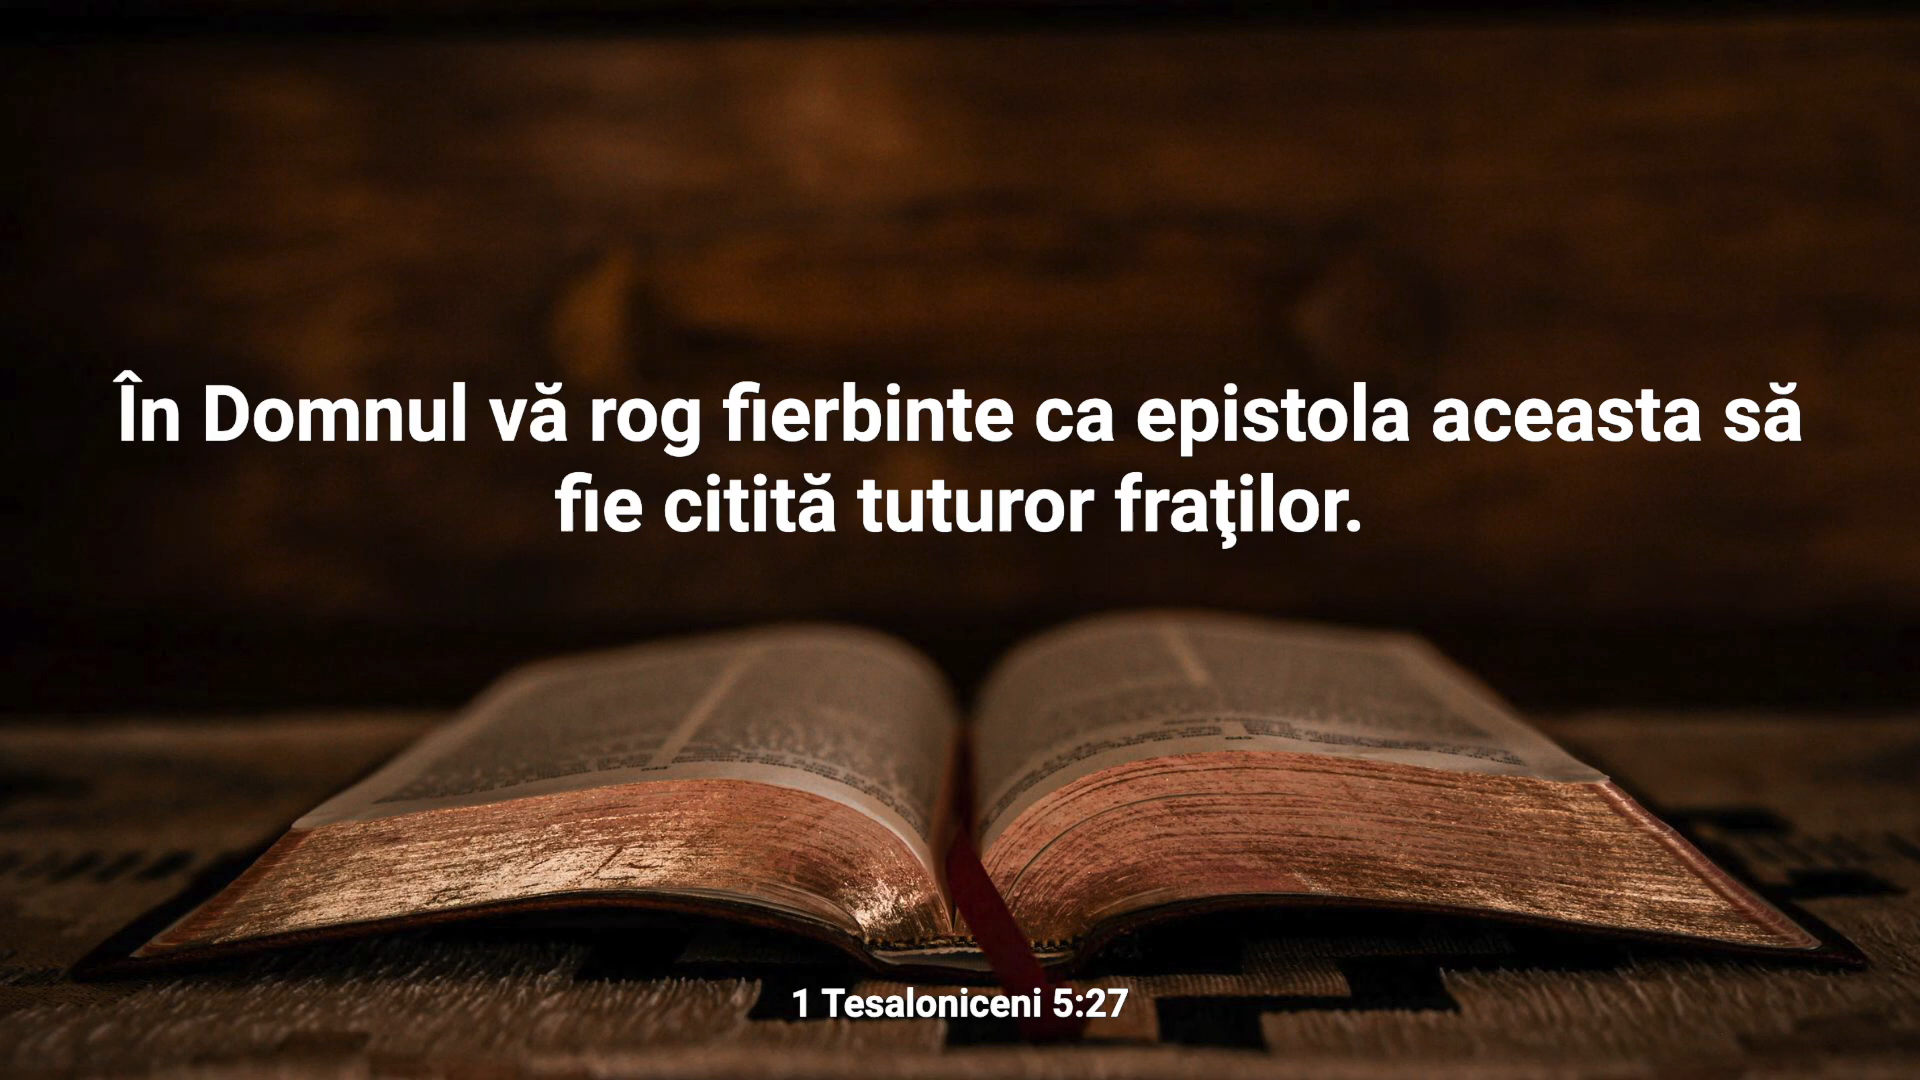 În Domnul vă rog fierbinte ca epistola aceasta să
fie citită tuturor fraţilor.
1 Tesaloniceni 5:27